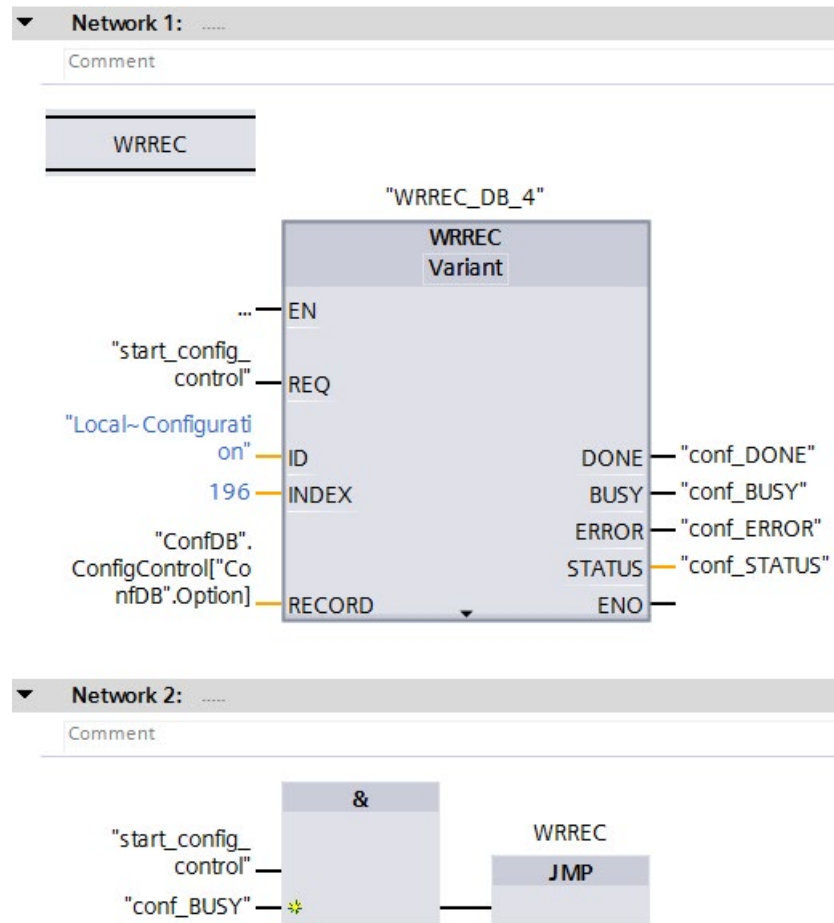 Network 1: .....
Comment
WRREC
"WRREC_DB_4"
WRREC
Variant
... EN
"start_config_
control" REQ
"Local~Configurati
on" ID DONE "conf_DONE"
196 INDEX BUSY "conf_BUSY"
ERROR "conf_ERROR"
"ConfDB".
ConfigControl["Co STATUS "conf_STATUS"
nfDB".Option] RECORD ENO
Network 2: .....
Comment
&
"start_config_ WRREC
control" JMP
"conf_BUSY"